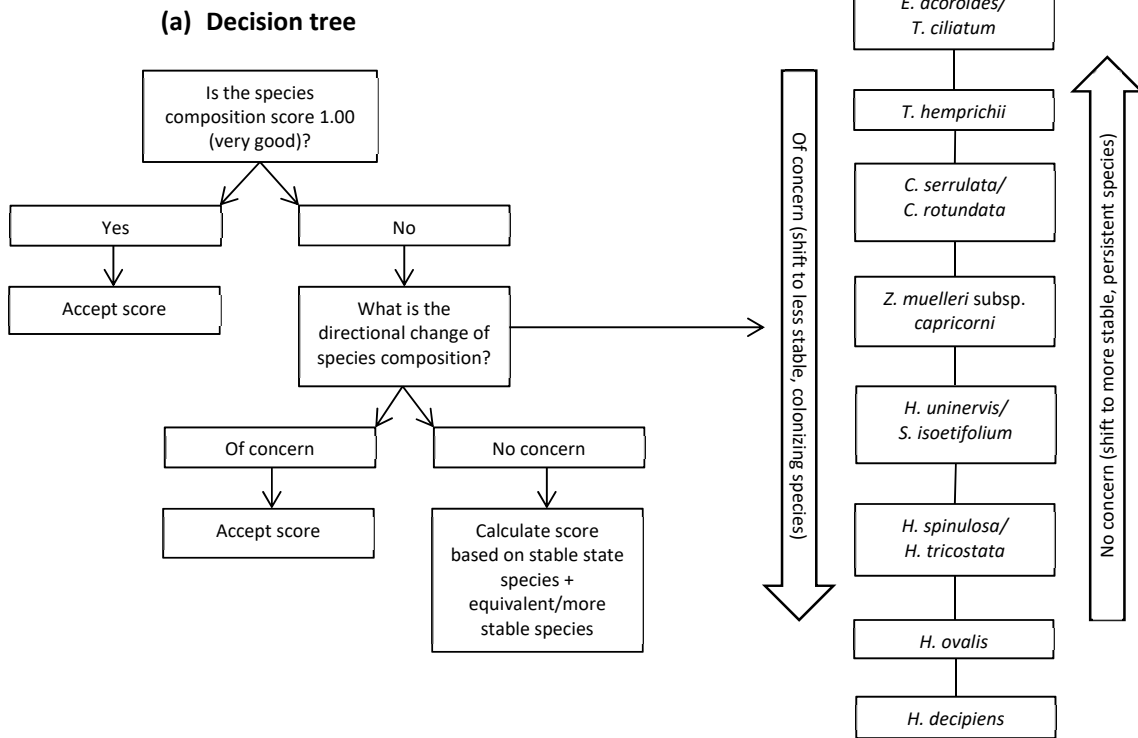 (a) Decision tree
Is the species
composition score 1.00
(very good)?
Yes
No
Accept score
What is the
directional change of
species composition?
Of concern
No concern
Accept score
Calculate score
based on stable state
species +
equivalent/more
stable species
Of concern (shift to less stable, colonizing species)
E. acoroides/
T. ciliatum
T. hemprichii
C. serrulata/
C. rotundata
Z. muelleri subsp.
capricorni
H. uninervis/
S. isoetifolium
H. spinulosa/
H. tricostata
H. ovalis
H. decipiens
No concern (shift to more stable, persistent species)